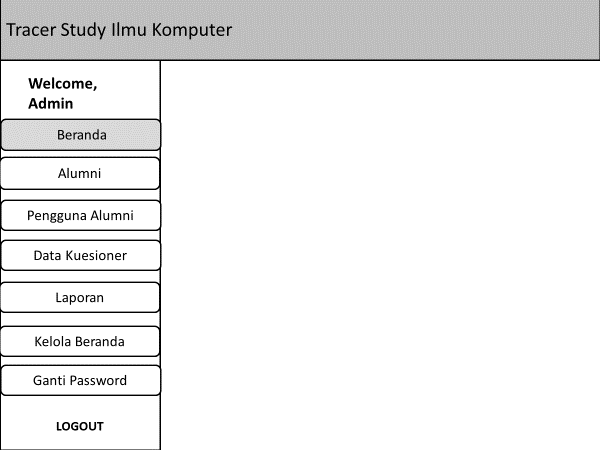 Tracer Study Ilmu Komputer
Welcome,
Admin
Beranda
Alumni
Pengguna Alumni
Data Kuesioner
Laporan
Kelola Beranda
Ganti Password
LOGOUT